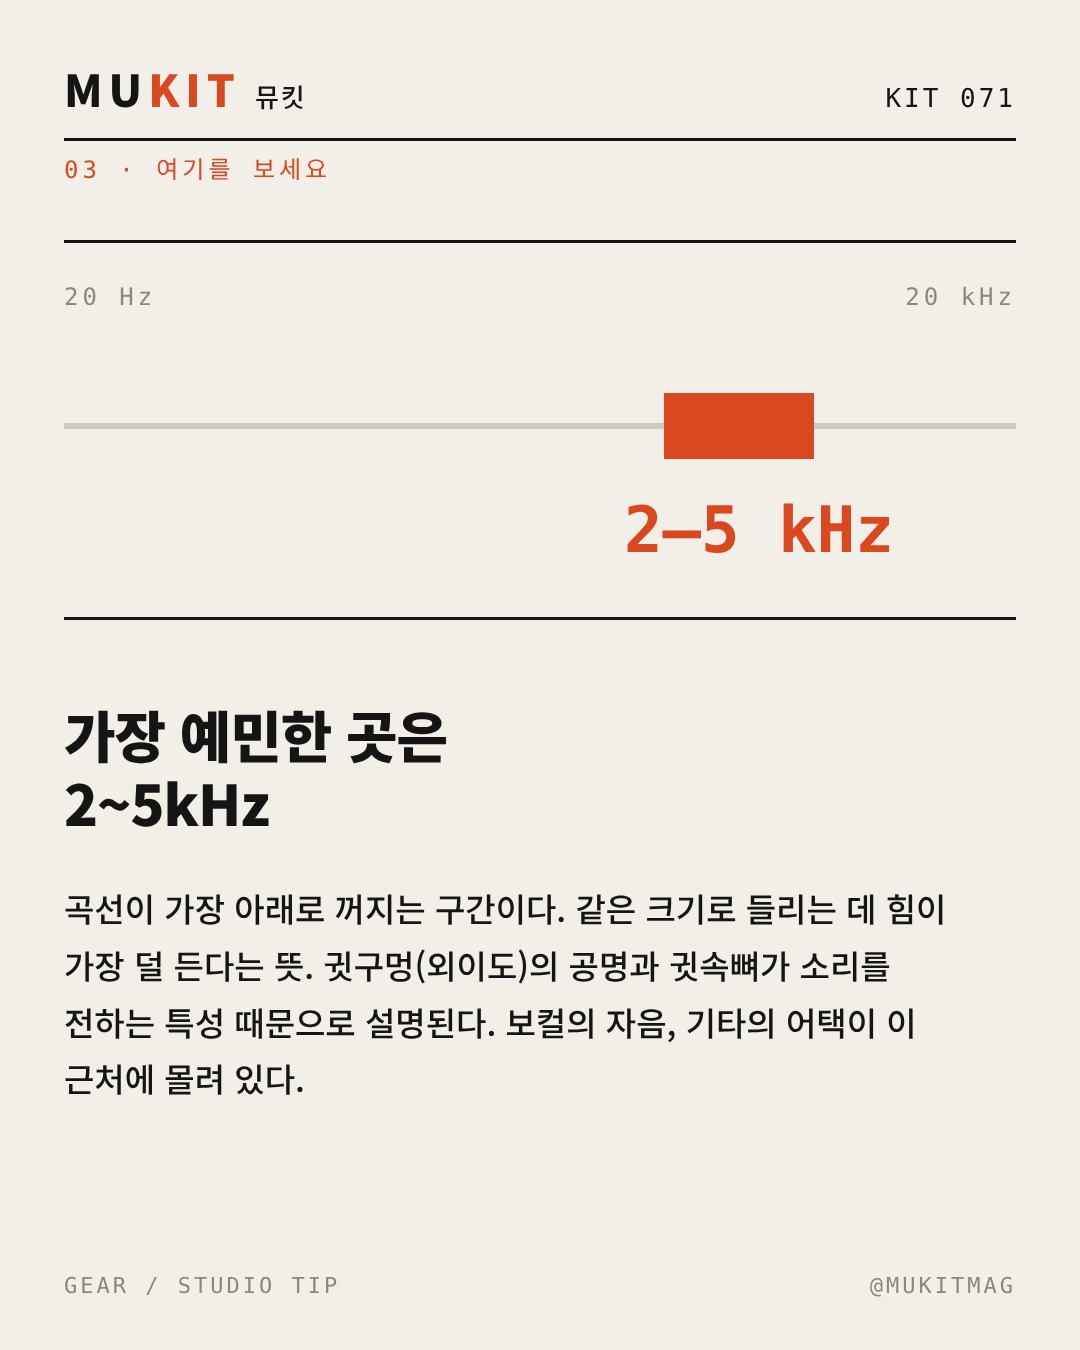 MUKIT 뮤킷
KIT 071
03 · 여기를 보세요
20 Hz
20 kHz
2–5 kHz
가장 예민한 곳은
2~5kHz
곡선이 가장 아래로 꺼지는 구간이다. 같은 크기로 들리는 데 힘이
가장 덜 든다는 뜻. 귓구멍(외이도)의 공명과 귓속뼈가 소리를
전하는 특성 때문으로 설명된다. 보컬의 자음, 기타의 어택이 이
근처에 몰려 있다.
GEAR / STUDIO TIP
@MUKITMAG